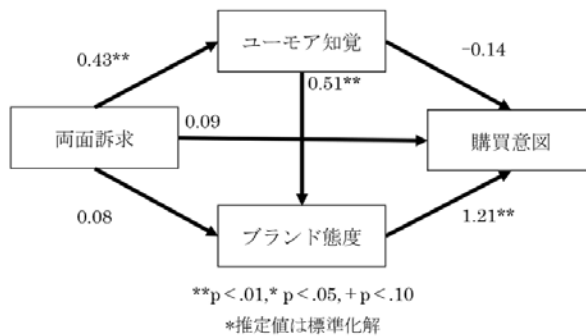 ユーモア知覚
0.43**
-0.14
0.51**
両面訴求
0.09
購買意図
0.08
ブランド態度
1.21**
**p<.01,* p<.05, +p<.10
*推定値は標準化解